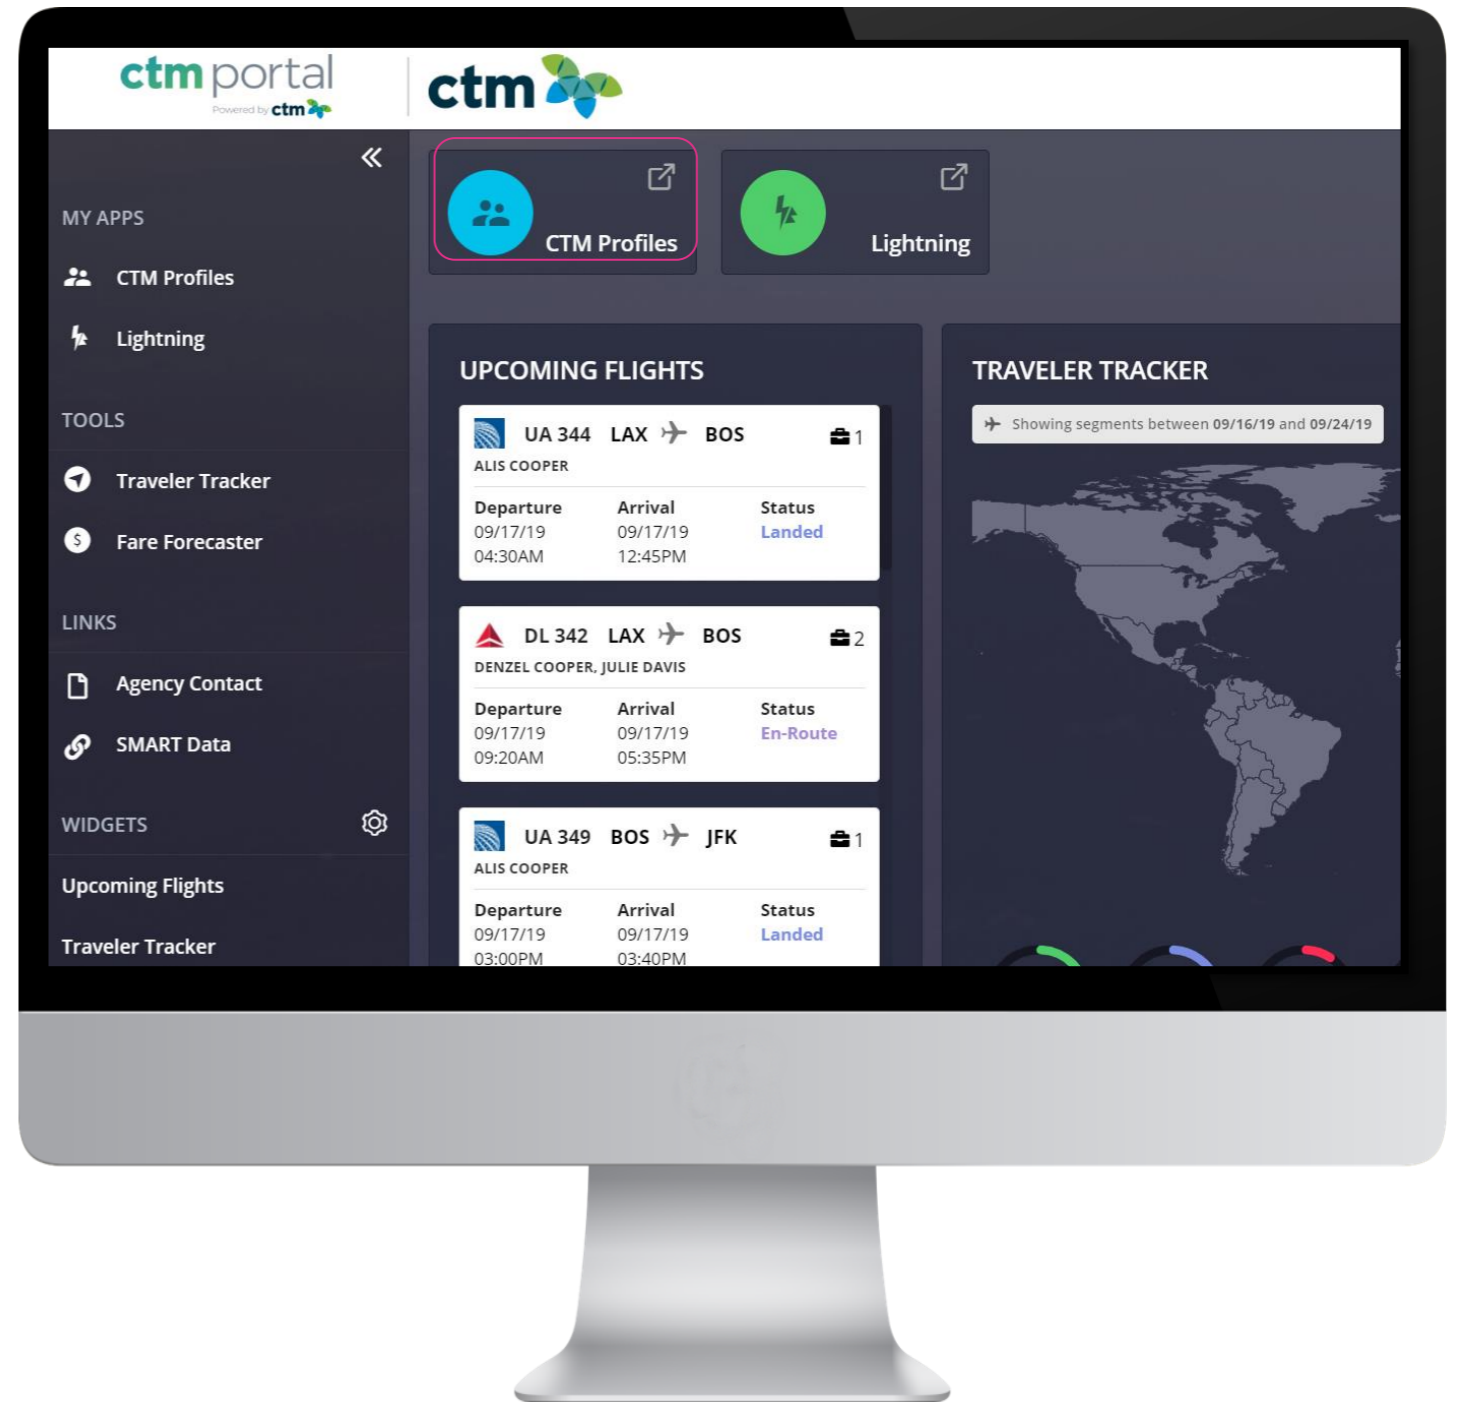 ctm portal
Powered by ctm
ctm
MY APPS
CTM Profiles
Lightning
TOOLS
Traveler Tracker
Fare Forecaster
LINKS
Agency Contact
SMART Data
WIDGETS
Upcoming Flights
Traveler Tracker
CTM Profiles
Lightning
UPCOMING FLIGHTS
UA 344 LAX BOS 1
ALIS COOPER
Departure Arrival Status
09/17/19 09/17/19 Landed
04:30AM 12:45PM
DL 342 LAX BOS 2
DENZEL COOPER, JULIE DAVIS
Departure Arrival Status
09/17/19 09/17/19 En-Route
09:20AM 05:35PM
UA 349 BOS JFK 1
ALIS COOPER
Departure Arrival Status
09/17/19 09/17/19 Landed
03:00PM 03:40PM
TRAVELER TRACKER
Showing segments between 09/16/19 and 09/24/19